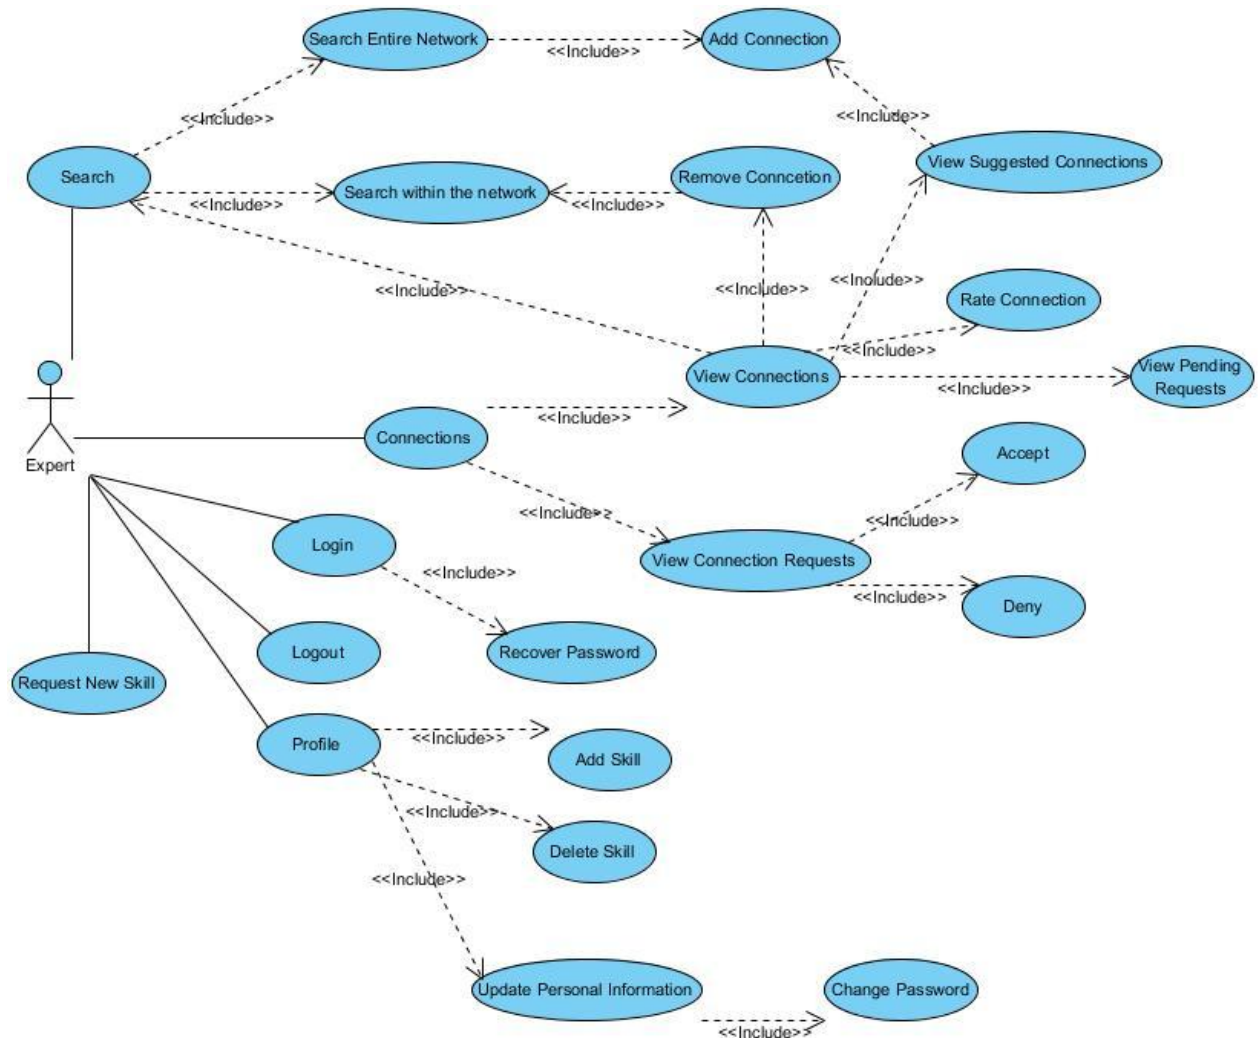 Search Entire Network
<<Include>>
Add Connection
<<Include>>
<<Include>>
Search
<<Include>>
Search within the network
<<Include>>
Remove Conncetion
View Suggested Connections
<<Include>>
<<Include>>
<<Include>>
Rate Connection
<<Include>>
View Connections
<<Include>>
View Pending
Requests
<<Include>>
Connections
Expert
Accept
<<Include>>
<<Include>>
Login
<<Include>>
View Connection Requests
<<Include>>
Deny
Logout
Recover Password
Request New Skill
Profile
<<Include>>
Add Skill
<<Include>>
Delete Skill
<<Include>>
Update Personal Information
Change Password
<<Include>>